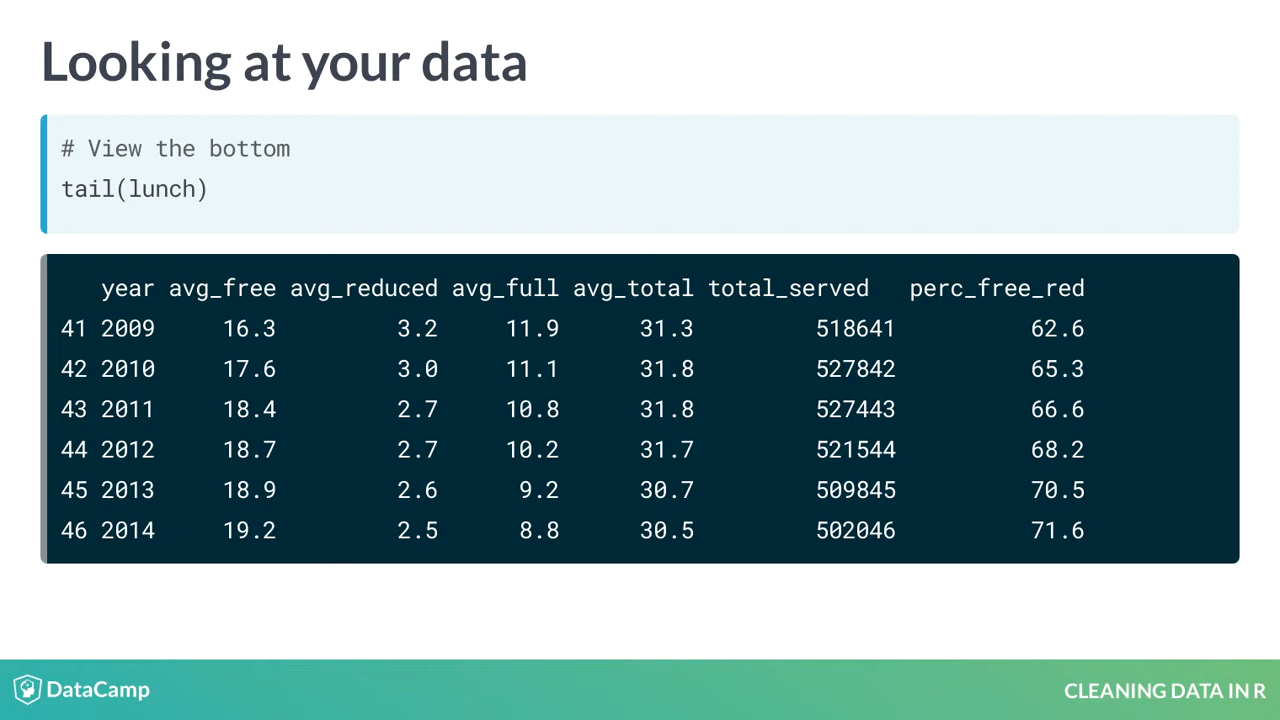 Looking at your data
# View the bottom
tail(lunch)
year avg_free avg_reduced avg_full avg_total total_served perc_free_red
41 2009 16.3 3.2 11.9 31.3 518641 62.6
42 2010 17.6 3.0 11.1 31.8 527842 65.3
43 2011 18.4 2.7 10.8 31.8 527443 66.6
44 2012 18.7 2.7 10.2 31.7 521544 68.2
45 2013 18.9 2.6 9.2 30.7 509845 70.5
46 2014 19.2 2.5 8.8 30.5 502046 71.6
DataCamp
CLEANING DATA IN R